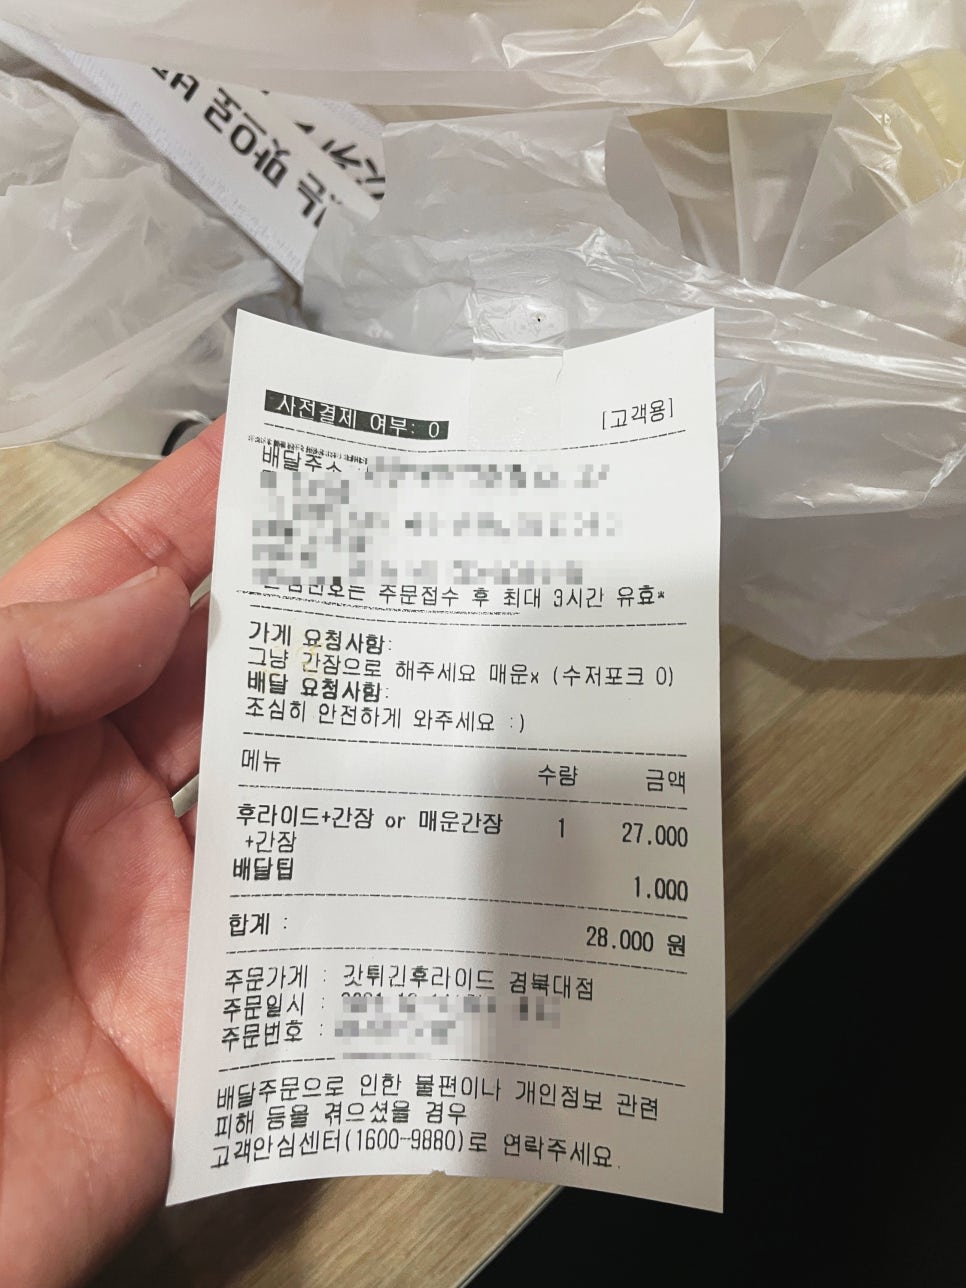 맛으로
사전결제 여부: O
[고객용]
배달주소 :
주문접수 후 최대 3시간 유효*
가게 요청사항:
그냥 간장으로 해주세요 매운x (수저포크 O)
배달 요청사항:
조심히 안전하게 와주세요 :)
메뉴 수량 금액
후라이드+간장 or 매운간장 1 27.000
+간장
배달팁 1.000
합계 : 28.000 원
주문가게 : 갓튀긴후라이드 경북대점
주문일시 :
주문번호 :
배달주문으로 인한 불편이나 개인정보 관련
피해 등을 겪으셨을 경우
고객안심센터(1600-9880)로 연락주세요.